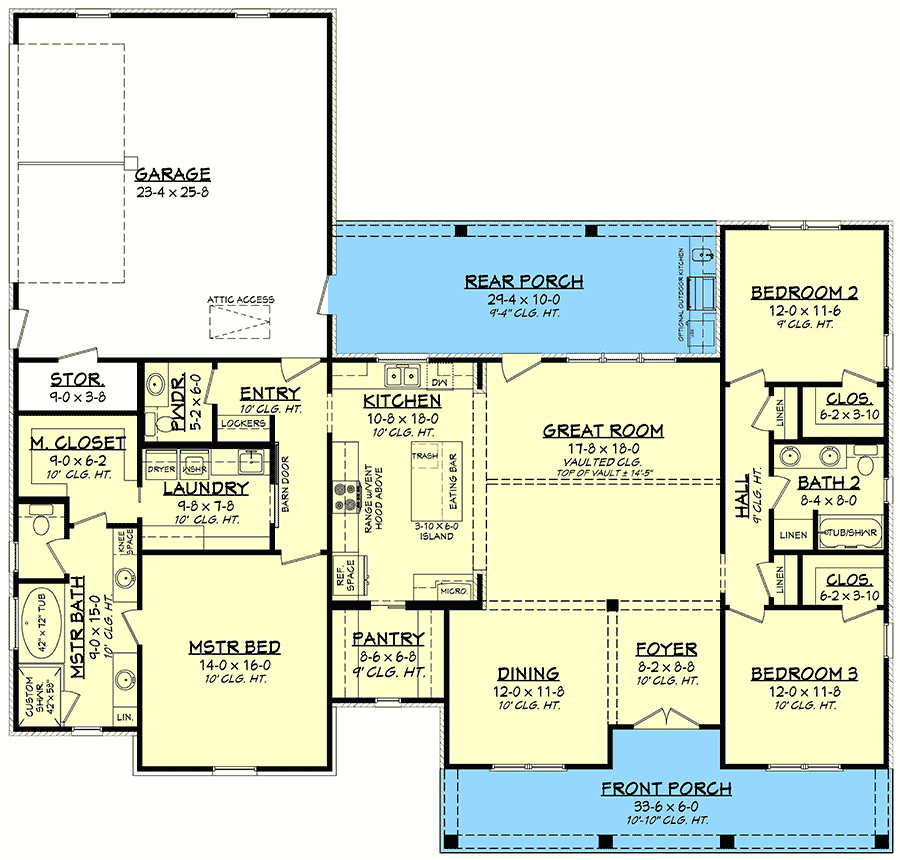 GARAGE
23-4 x 25-8
ATTIC ACCESS
REAR PORCH
29-4 x 10-0
9'-4" CLG. HT.
OPTIONAL OUTDOOR KITCHEN
BEDROOM 2
12-0 x 11-6
9' CLG. HT.
STOR.
9-0 x 3-8
PWDR.
5-2 x 6-0
ENTRY
10' CLG. HT.
LOCKERS
DW
KITCHEN
10-8 x 18-0
10' CLG. HT.
TRASH
EATING BAR
RANGE w/VENT
HOOD ABOVE
3-10 x 6-0
ISLAND
REF.
SPACE
MICRO.
GREAT ROOM
17-8 x 18-0
VAULTED CLG.
TOP OF VAULT ± 14'-5"
HALL
9' CLG. HT.
LINEN
CLOS.
6-2 x 3-10
BATH 2
8-4 x 8-0
LINEN
TUB/SHWR
LINEN
CLOS.
6-2 x 3-10
M. CLOSET
9-0 x 6-2
10' CLG. HT.
DRYER
WSHR
LAUNDRY
9-8 x 7-8
10' CLG. HT.
BARN DOOR
KNEE
SPACE
MSTR BATH
9-0 x 15-0
10' CLG. HT.
42" x 72" TUB
CUSTOM
SHWR.
42"x 58"
LIN.
MSTR BED
14-0 x 16-0
10' CLG. HT.
PANTRY
8-6 x 6-8
9' CLG. HT.
DINING
12-0 x 11-8
10' CLG. HT.
FOYER
8-2 x 8-8
10' CLG. HT.
BEDROOM 3
12-0 x 11-8
10' CLG. HT.
FRONT PORCH
33-6 x 6-0
10'-10" CLG. HT.